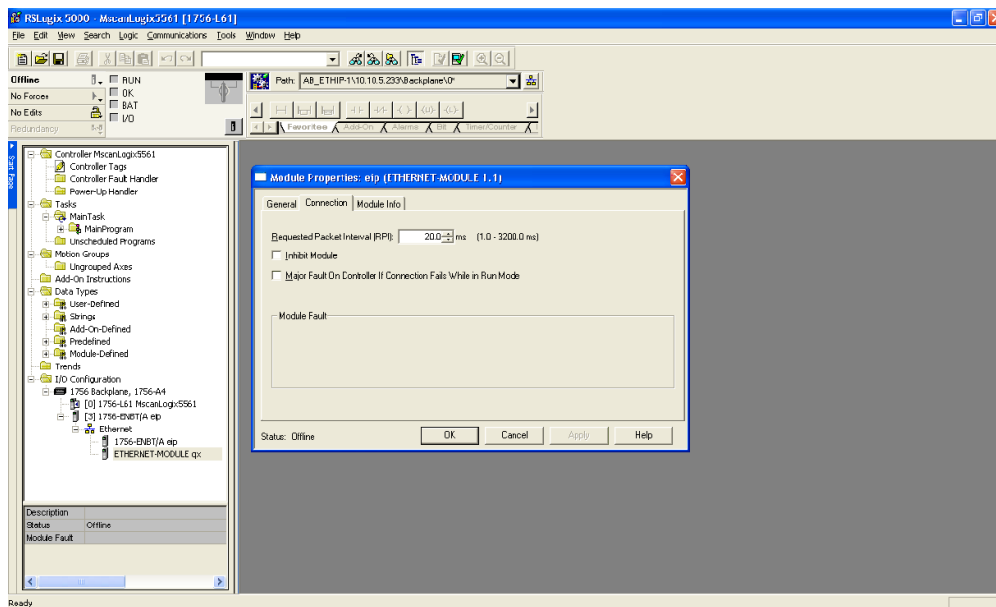 RSLogix 5000 - MscanLogix5561 [1756-L61]
File Edit View Search Logic Communications Tools Window Help
Offline
RUN
No Forces
OK
No Edits
BAT
Redundancy
I/O
Path: AB_ETHIP-1\10.10.5.233\Backplane\0*
Favorites Add-On Alarms Bit Timer/Counter
Start Page
Controller MscanLogix5561
Controller Tags
Controller Fault Handler
Power-Up Handler
Tasks
MainTask
MainProgram
Unscheduled Programs
Motion Groups
Ungrouped Axes
Add-On Instructions
Data Types
User-Defined
Strings
Add-On-Defined
Predefined
Module-Defined
Trends
I/O Configuration
1756 Backplane, 1756-A4
[0] 1756-L61 MscanLogix5561
[3] 1756-ENBT/A eip
Ethernet
1756-ENBT/A eip
ETHERNET-MODULE qx
Description
Status Offline
Module Fault
Module Properties: eip (ETHERNET-MODULE 1.1)
General Connection Module Info
Requested Packet Interval (RPI): 20.0 ms (1.0 - 3200.0 ms)
Inhibit Module
Major Fault On Controller If Connection Fails While in Run Mode
Module Fault
Status: Offline OK Cancel Apply Help
Ready